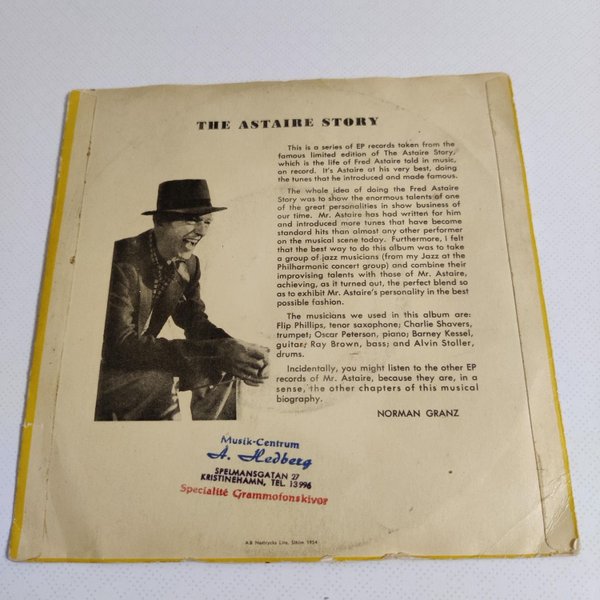 THE ASTAIRE STORY
This is a series of EP records taken from the
famous limited edition of The Astaire Story,
which is the life of Fred Astaire told in music,
on record. It's Astaire at his very best, doing
the tunes that he introduced and made famous.
The whole idea of doing the Fred Astaire
Story was to show the enormous talents of one
of the great personalities in show business of
our time. Mr. Astaire has had written for him
and introduced more tunes that have become
standard hits than almost any other performer
on the musical scene today. Furthermore, i felt
that the best way to do this album was to take
a group of jazz musicians (from my Jazz at the
Philharmonic concert group) and combine their
improvising talents with those of Mr. Astaire,
achieving, as it turned out, the perfect blend so
as to exhibit Mr. Astaire's personality in the best
possible fashion.
The musicians we used in this album are:
Flip Phillips, tenor saxophone; Charlie Shavers,
trumpet; Oscar Peterson, piano; Barney Kessel,
guitar; Ray Brown, bass; and Alvin Stoller,
drums.
Incidentally, you might listen to the other EP
records of Mr. Astaire, because they are, in a
sense, the other chapters of this musical
biography.
NORMAN GRANZ
Musik-Centrum
A. Hedberg
SPELMANSGATAN 27
KRISTINEHAMN, TEL. 13996
Specialité Grammofonskivor
1954